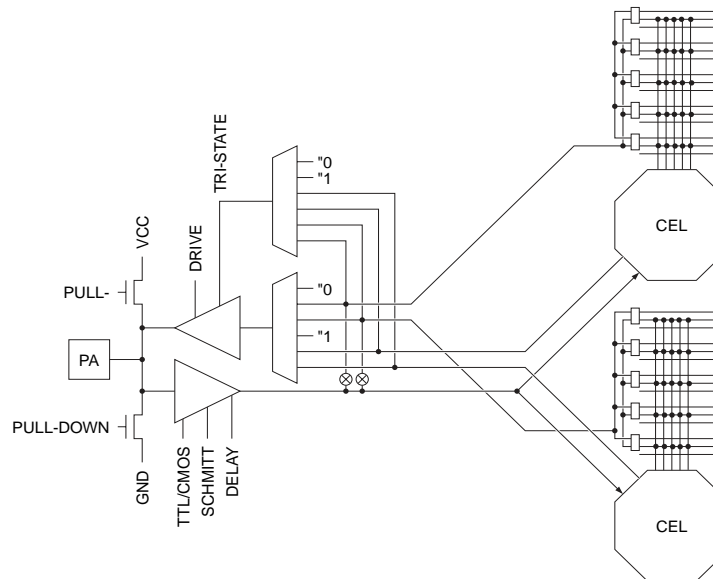 "0
"1
TRI-STATE
VCC
DRIVE
CEL
PULL-
"0
"1
PA
PULL-DOWN
GND
TTL/CMOS
SCHMITT
DELAY
CEL